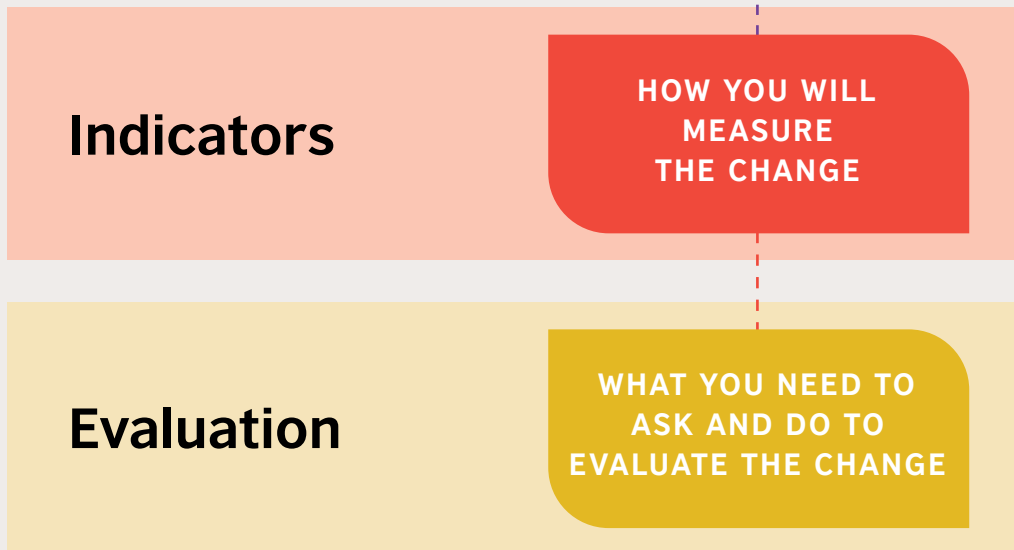 Indicators
HOW YOU WILL
MEASURE
THE CHANGE
Evaluation
WHAT YOU NEED TO
ASK AND DO TO
EVALUATE THE CHANGE